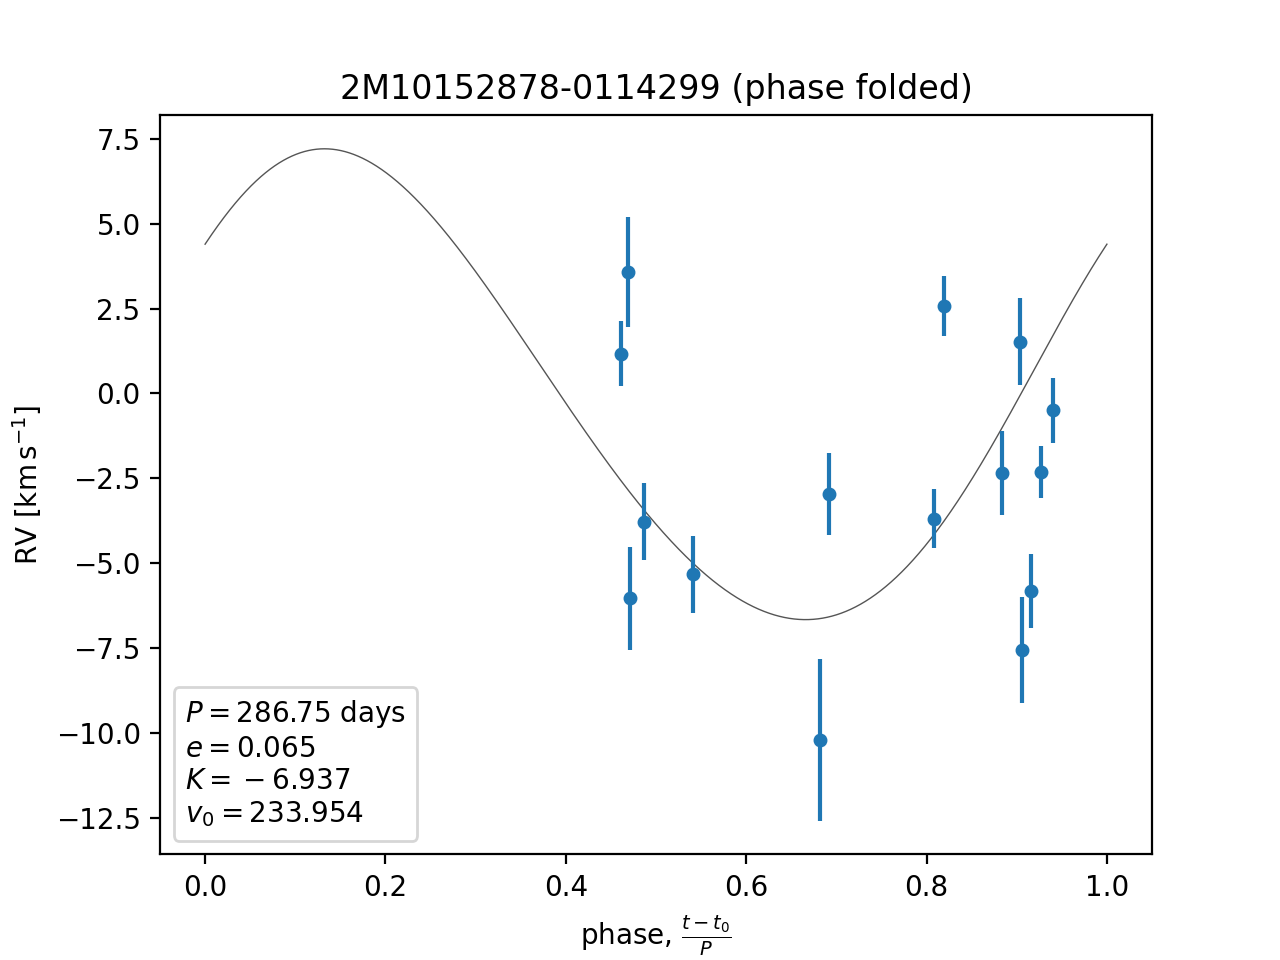 2M10152878-0114299 (phase folded)
7.5
5.0
2.5
0.0
−2.5
−5.0
−7.5
−10.0
−12.5
RV [km s⁻¹]
P = 286.75 days
e = 0.065
K = −6.937
v₀ = 233.954
0.0 0.2 0.4 0.6 0.8 1.0
phase, (t − t₀)/P